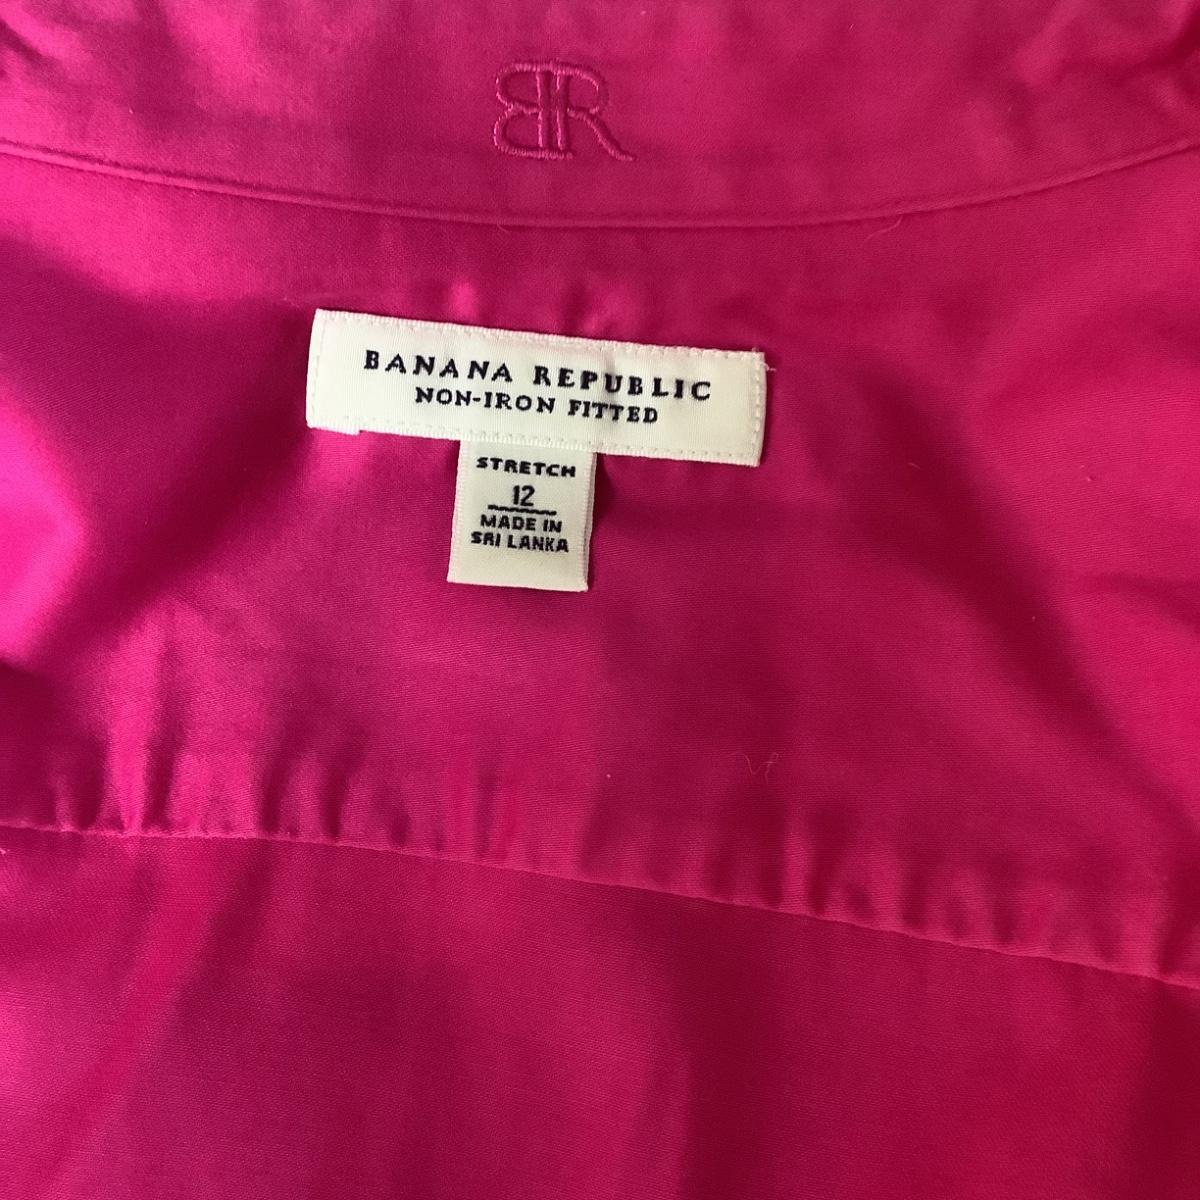 BR
BANANA REPUBLIC
NON-IRON FITTED
STRETCH
12
MADE IN
SRI LANKA